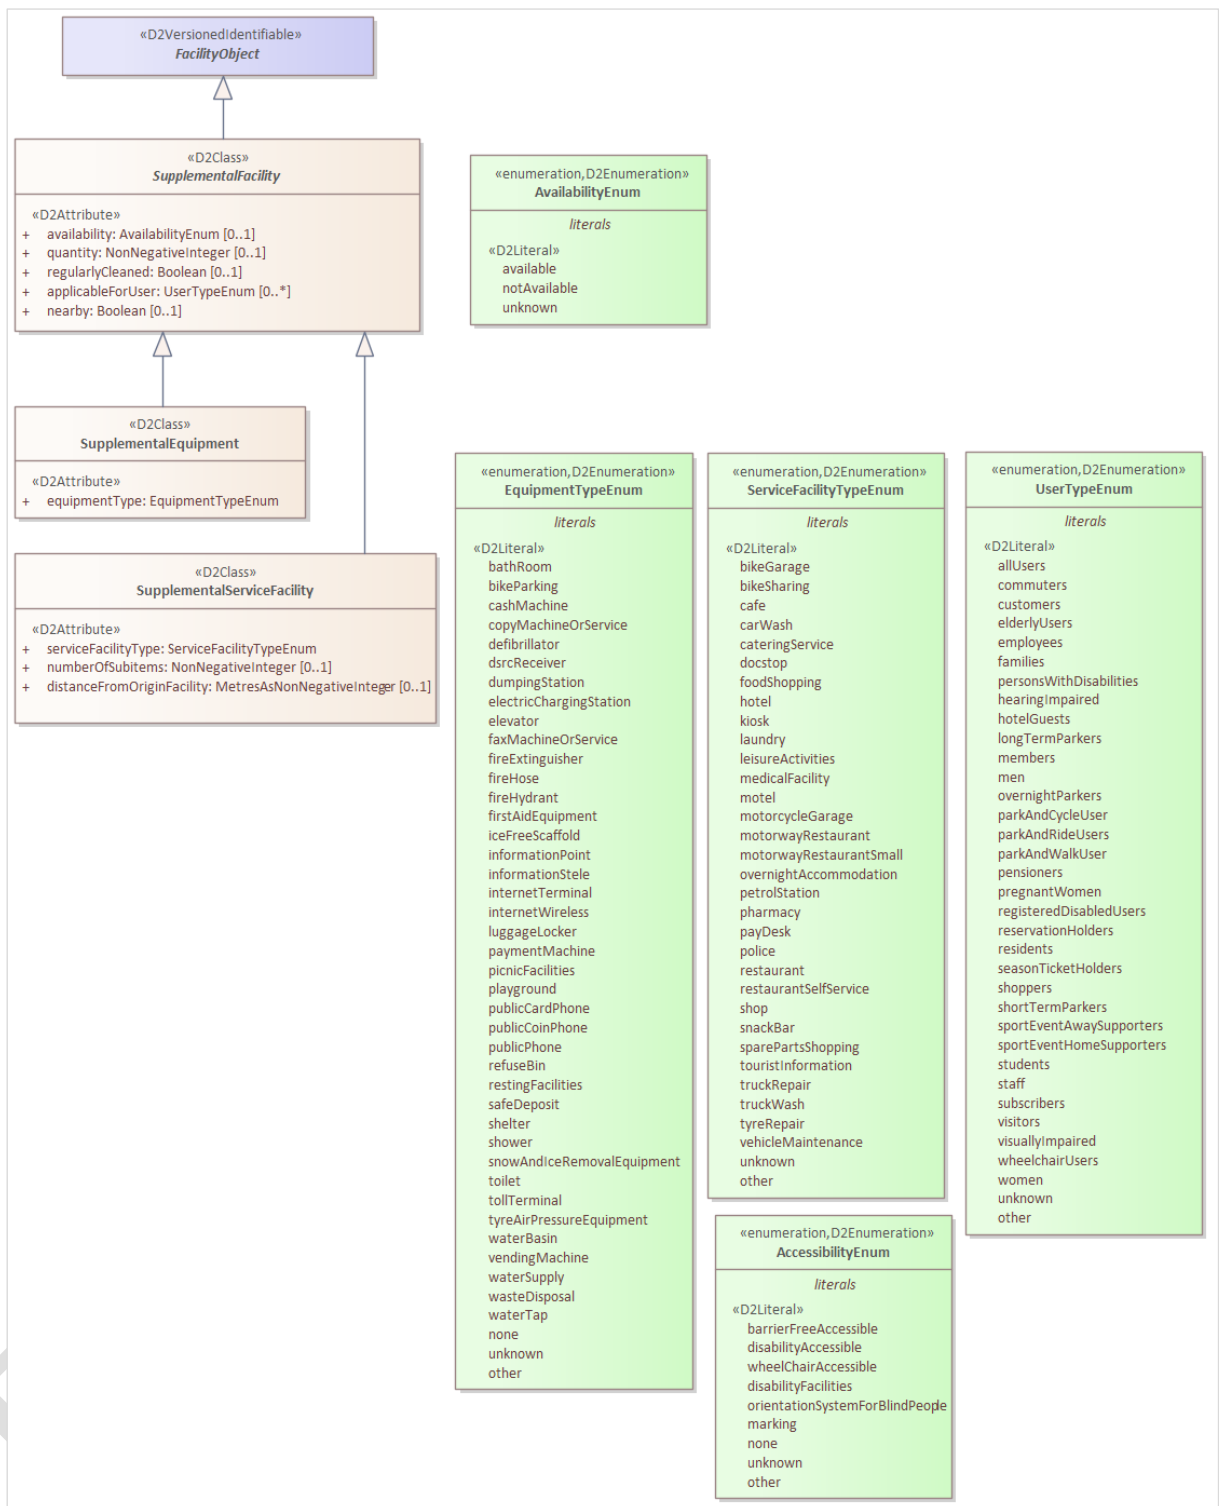 «D2VersionedIdentifiable»
FacilityObject
«D2Class»
SupplementalFacility
«D2Attribute»
+ availability: AvailabilityEnum [0..1]
+ quantity: NonNegativeInteger [0..1]
+ regularlyCleaned: Boolean [0..1]
+ applicableForUser: UserTypeEnum [0..*]
+ nearby: Boolean [0..1]
«enumeration,D2Enumeration»
AvailabilityEnum
literals
«D2Literal»
available
notAvailable
unknown
«D2Class»
SupplementalEquipment
«D2Attribute»
+ equipmentType: EquipmentTypeEnum
«D2Class»
SupplementalServiceFacility
«D2Attribute»
+ serviceFacilityType: ServiceFacilityTypeEnum
+ numberOfSubitems: NonNegativeInteger [0..1]
+ distanceFromOriginFacility: MetresAsNonNegativeInteger [0..1]
«enumeration,D2Enumeration»
EquipmentTypeEnum
literals
«D2Literal»
bathRoom
bikeParking
cashMachine
copyMachineOrService
defibrillator
dsrcReceiver
dumpingStation
electricChargingStation
elevator
faxMachineOrService
fireExtinguisher
fireHose
fireHydrant
firstAidEquipment
iceFreeScaffold
informationPoint
informationStele
internetTerminal
internetWireless
luggageLocker
paymentMachine
picnicFacilities
playground
publicCardPhone
publicCoinPhone
publicPhone
refuseBin
restingFacilities
safeDeposit
shelter
shower
snowAndIceRemovalEquipment
toilet
tollTerminal
tyreAirPressureEquipment
waterBasin
vendingMachine
waterSupply
wasteDisposal
waterTap
none
unknown
other
«enumeration,D2Enumeration»
ServiceFacilityTypeEnum
literals
«D2Literal»
bikeGarage
bikeSharing
cafe
carWash
cateringService
docstop
foodShopping
hotel
kiosk
laundry
leisureActivities
medicalFacility
motel
motorcycleGarage
motorwayRestaurant
motorwayRestaurantSmall
overnightAccommodation
petrolStation
pharmacy
payDesk
police
restaurant
restaurantSelfService
shop
snackBar
sparePartsShopping
touristInformation
truckRepair
truckWash
tyreRepair
vehicleMaintenance
unknown
other
«enumeration,D2Enumeration»
UserTypeEnum
literals
«D2Literal»
allUsers
commuters
customers
elderlyUsers
employees
families
personsWithDisabilities
hearingImpaired
hotelGuests
longTermParkers
members
men
overnightParkers
parkAndCycleUser
parkAndRideUsers
parkAndWalkUser
pensioners
pregnantWomen
registeredDisabledUsers
reservationHolders
residents
seasonTicketHolders
shoppers
shortTermParkers
sportEventAwaySupporters
sportEventHomeSupporters
students
staff
subscribers
visitors
visuallyImpaired
wheelchairUsers
women
unknown
other
«enumeration,D2Enumeration»
AccessibilityEnum
literals
«D2Literal»
barrierFreeAccessible
disabilityAccessible
wheelChairAccessible
disabilityFacilities
orientationSystemForBlindPeople
marking
none
unknown
other